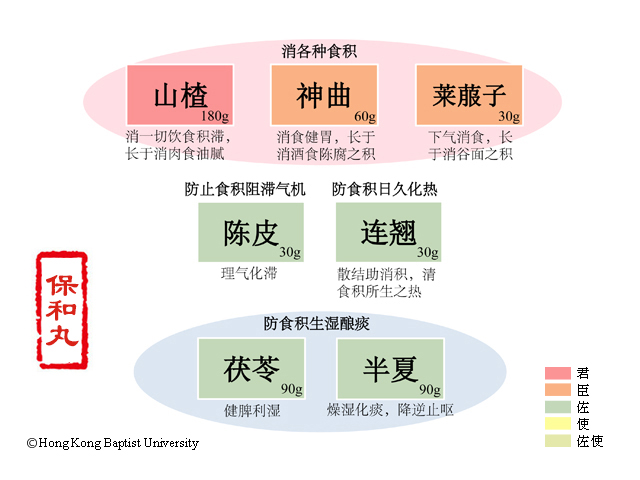 消各种食积
山楂
180g
神曲
60g
莱菔子
30g
消一切饮食积滞，
长于消肉食油腻
消食健胃，长于
消酒食陈腐之积
下气消食，长
于消谷面之积
防止食积阻滞气机
防食积日久化热
陈皮
30g
连翘
30g
理气化滞
散结助消积，清
食积所生之热
保和丸
防食积生湿酿痰
茯苓
90g
半夏
90g
健脾利湿
燥湿化痰，降逆止呕
君
臣
佐
使
佐使
©Hong Kong Baptist University